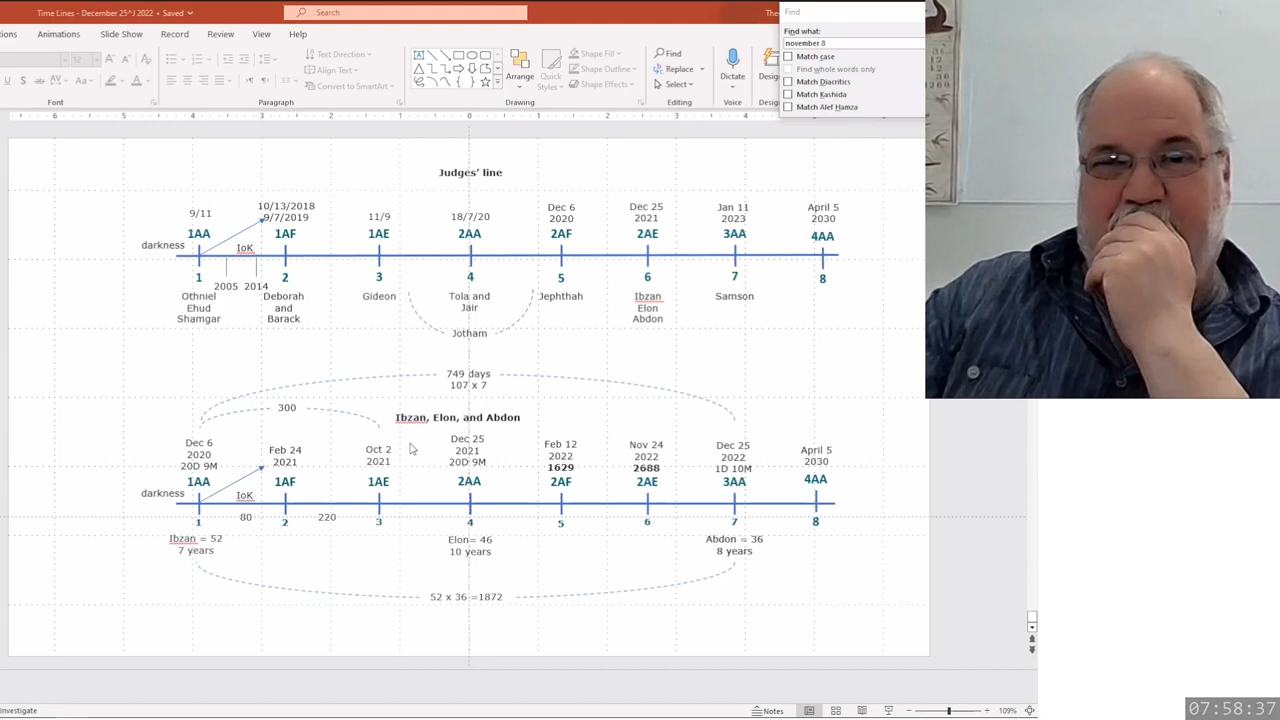 Time Lines - December 25^J 2022 • Saved
Search
Find
Find what:
november 8
Match case
Find whole words only
Match Diacritics
Match Kashida
Match Alef Hamza
Animations
Slide Show
Record
Review
View
Help
Text Direction
Align Text
Convert to SmartArt
Arrange
Quick
Styles
Shape Fill
Shape Outline
Shape Effects
Find
Replace
Select
Dictate
Font
Paragraph
Drawing
Editing
Voice
Judges’ line
9/11
10/13/2018
9/7/2019
11/9
18/7/20
Dec 6
2020
Dec 25
2021
Jan 11
2023
April 5
2030
1AA
1AF
1AE
2AA
2AF
2AE
3AA
4AA
darkness
IoK
1
2
3
4
5
6
7
8
2005
2014
Othniel
Ehud
Shamgar
Deborah
and
Barack
Gideon
Tola and
Jair
Jephthah
Ibzan
Elon
Abdon
Samson
Jotham
749 days
107 x 7
300
Ibzan, Elon, and Abdon
Dec 6
2020
20D 9M
Feb 24
2021
Oct 2
2021
Dec 25
2021
20D 9M
Feb 12
2022
1629
Nov 24
2022
2688
Dec 25
2022
1D 10M
April 5
2030
1AA
1AF
1AE
2AA
2AF
2AE
3AA
4AA
darkness
IoK
1
80
2
220
3
4
5
6
7
8
Ibzan = 52
7 years
Elon= 46
10 years
Abdon = 36
8 years
52 x 36 =1872
Notes
109%
07:58:37